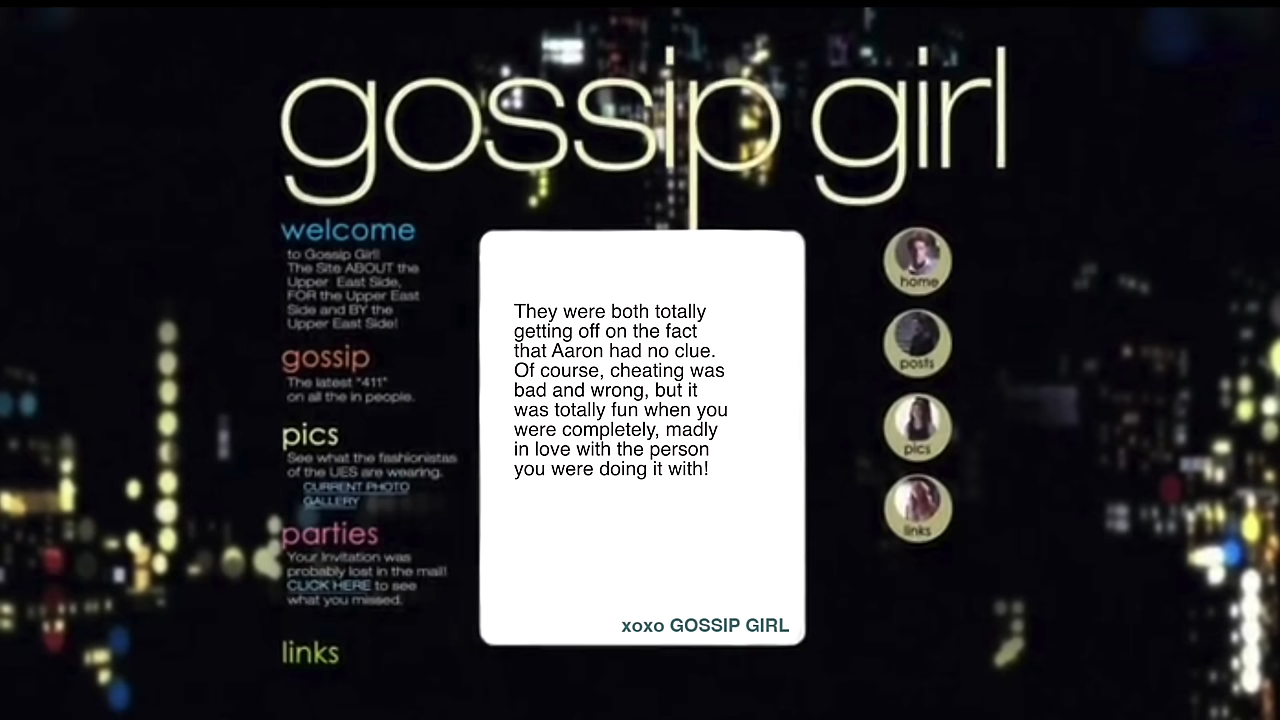 gossip girl
welcome
to Gossip Girl!
The Site ABOUT the
Upper East Side,
FOR the Upper East
Side and BY the
Upper East Side!
gossip
The latest "411"
on all the in people.
pics
See what the fashionistas
of the UES are wearing.
CURRENT PHOTO
GALLERY
parties
Your Invitation was
probably lost in the mail!
CLICK HERE to see
what you missed.
links
They were both totally
getting off on the fact
that Aaron had no clue.
Of course, cheating was
bad and wrong, but it
was totally fun when you
were completely, madly
in love with the person
you were doing it with!
xoxo GOSSIP GIRL
home
posts
pics
links